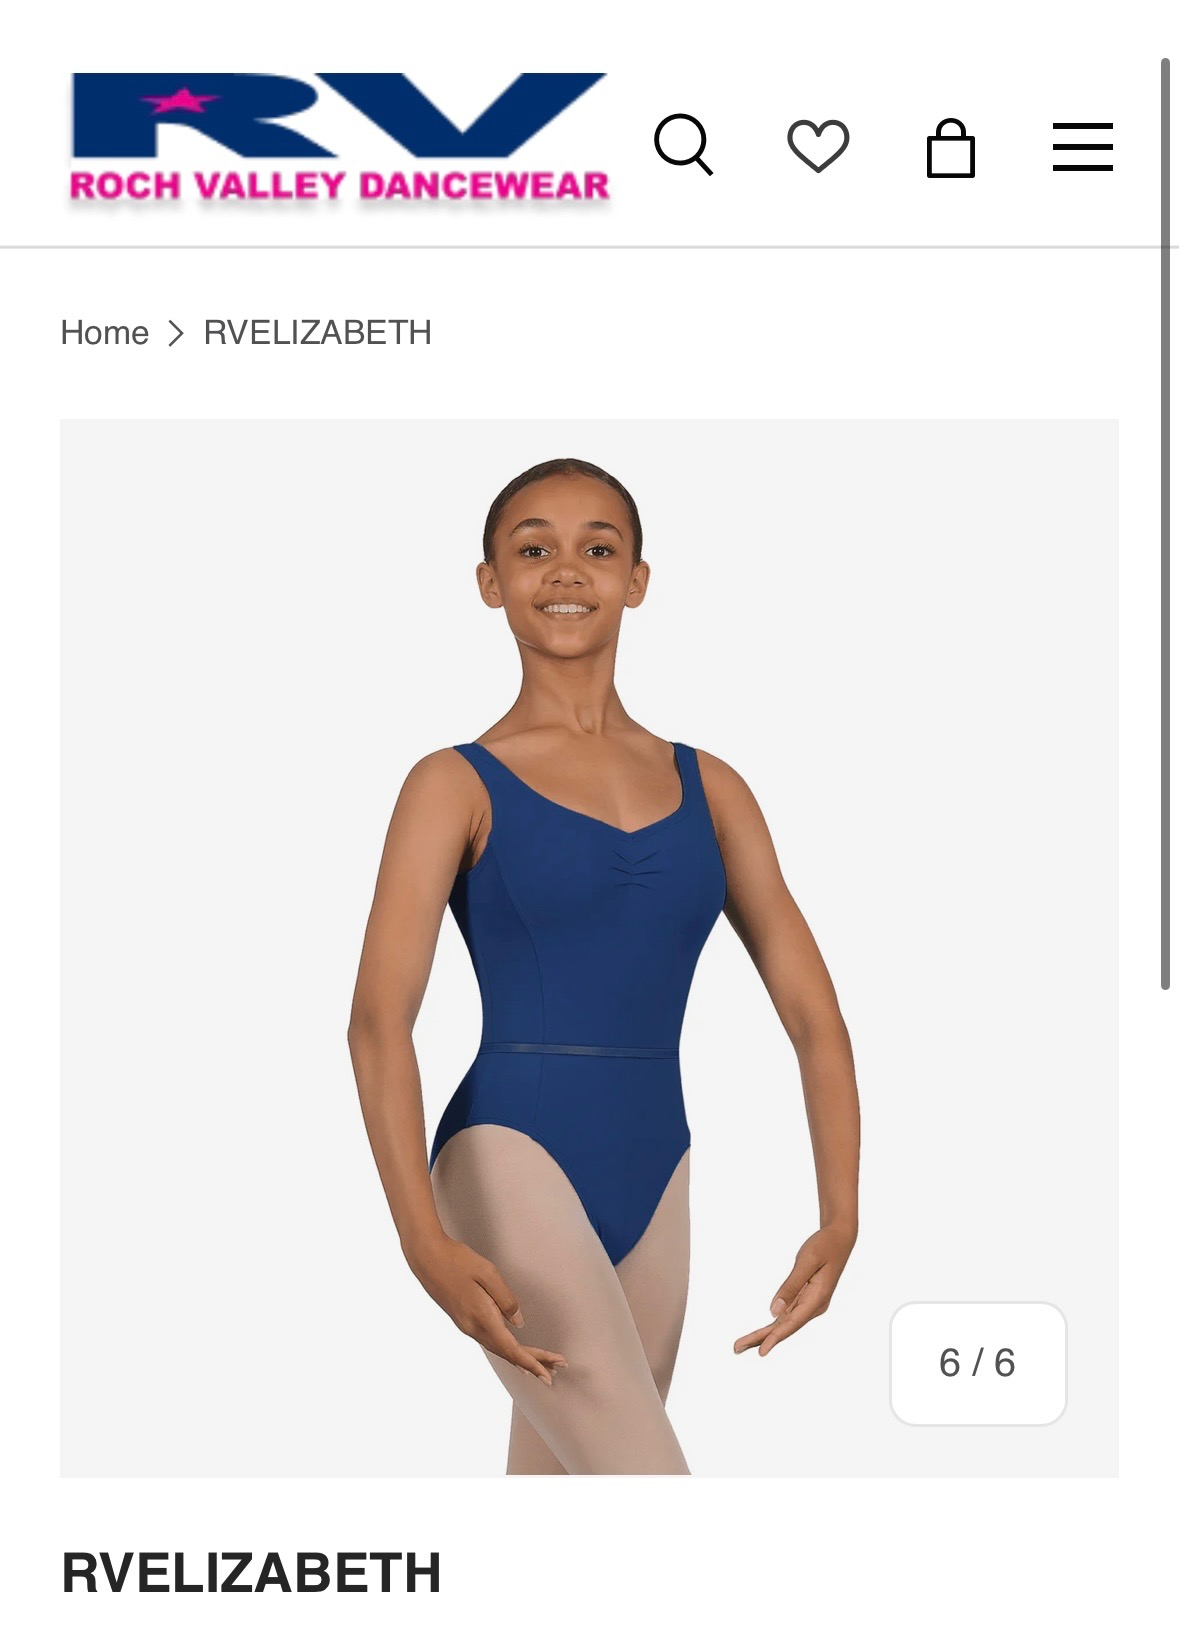 RV
ROCH VALLEY DANCEWEAR
Home > RVELIZABETH
6 / 6
RVELIZABETH